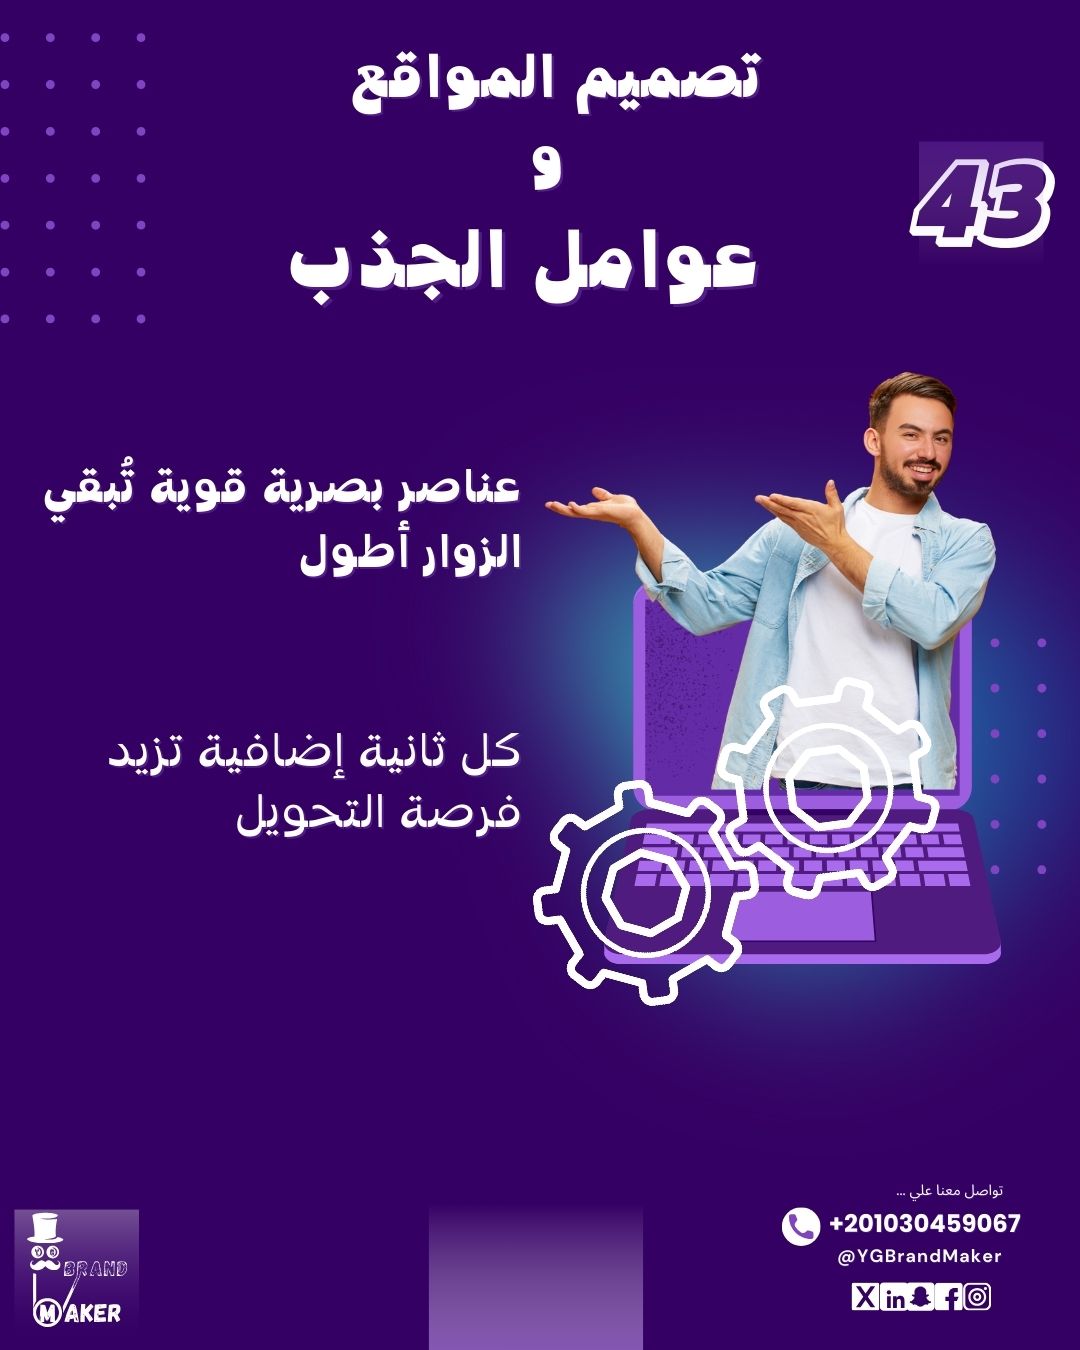 تصميم المواقع
و
عوامل الجذب
43
عناصر بصرية قوية تُبقي
الزوار أطول
كل ثانية إضافية تزيد
فرصة التحويل
تواصل معنا علي ...
+201030459067
@YGBrandMaker
BRAND
MAKER